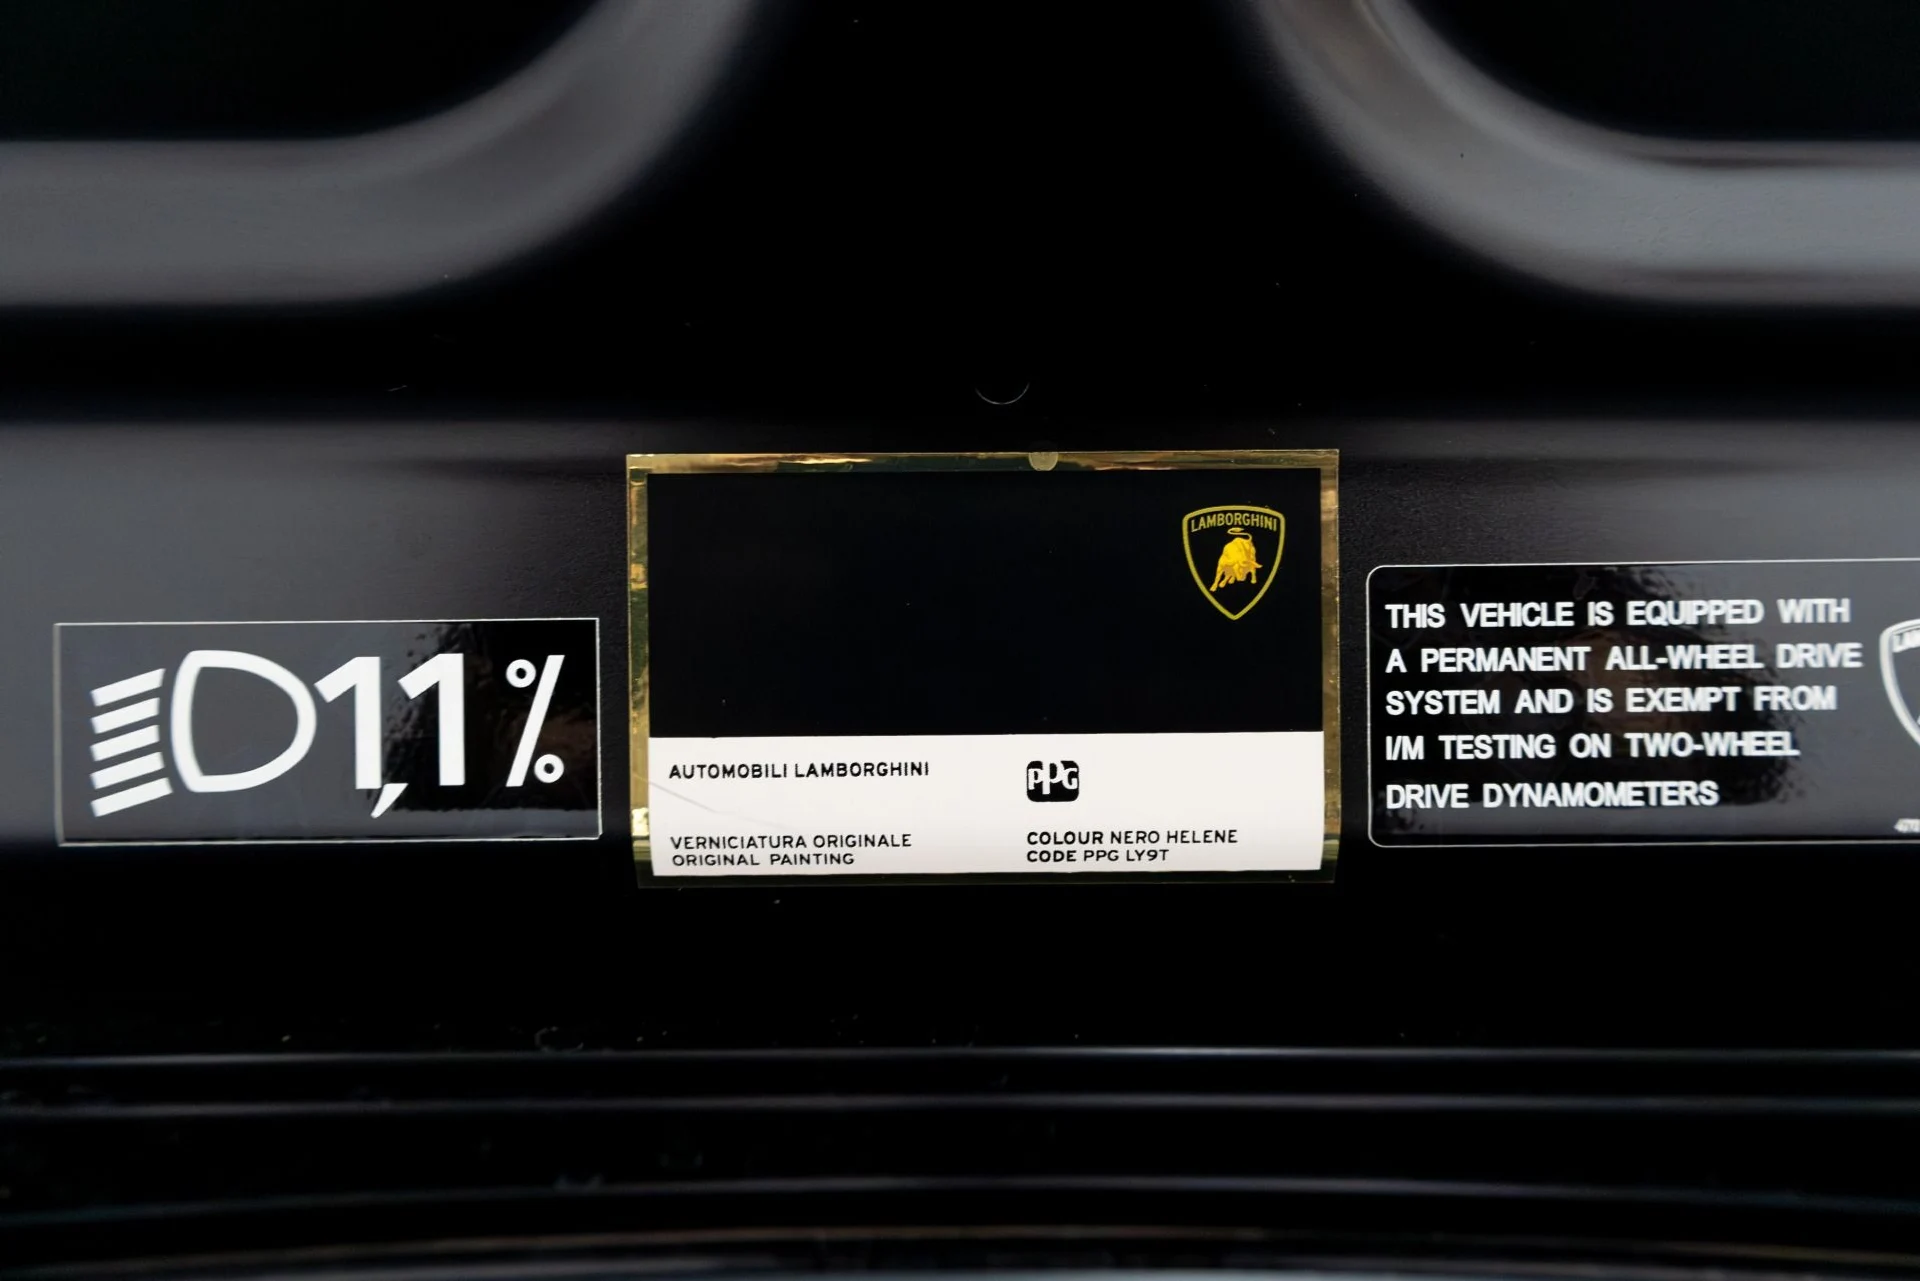 1,1 %
LAMBORGHINI
AUTOMOBILI LAMBORGHINI
PPG
VERNICIATURA ORIGINALE
ORIGINAL PAINTING
COLOUR NERO HELENE
CODE PPG LY9T
THIS VEHICLE IS EQUIPPED WITH
A PERMANENT ALL-WHEEL DRIVE
SYSTEM AND IS EXEMPT FROM
I/M TESTING ON TWO-WHEEL
DRIVE DYNAMOMETERS